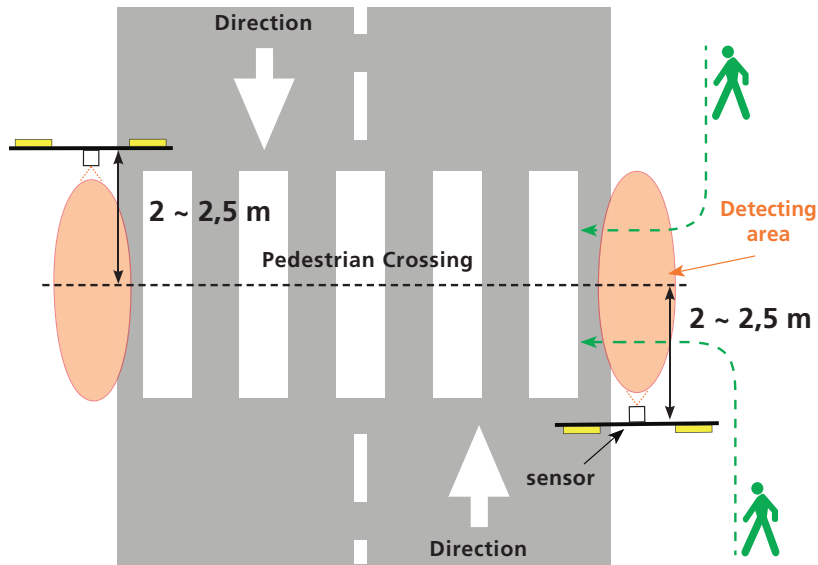 Direction
2 ~ 2,5 m
Detecting
area
Pedestrian Crossing
2 ~ 2,5 m
sensor
Direction